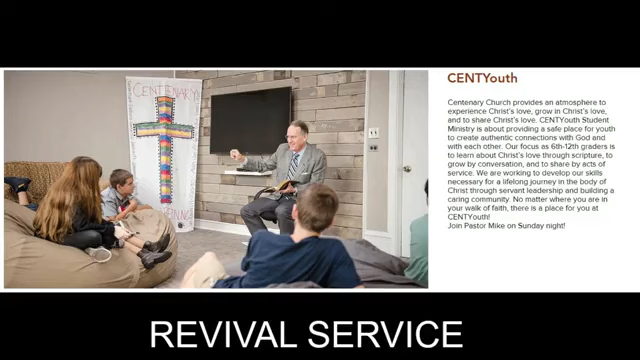 CENTYouth
CENTENARY
Centenary Church provides an atmosphere to
experience Christ's love, grow in Christ's love,
and to share Christ's love. CENTYouth Student
Ministry is about providing a safe place for youth
to create authentic connections with God and
with each other. Our focus as 6th-12th graders is
to learn about Christ's love through scripture, to
grow by conversation, and to share by acts of
service. We are working to develop our skills
necessary for a lifelong journey in the body of
Christ through servant leadership and building a
caring community. No matter where you are in
your walk of faith, there is a place for you at
CENTYouth!
Join Pastor Mike on Sunday night!
REVIVAL SERVICE